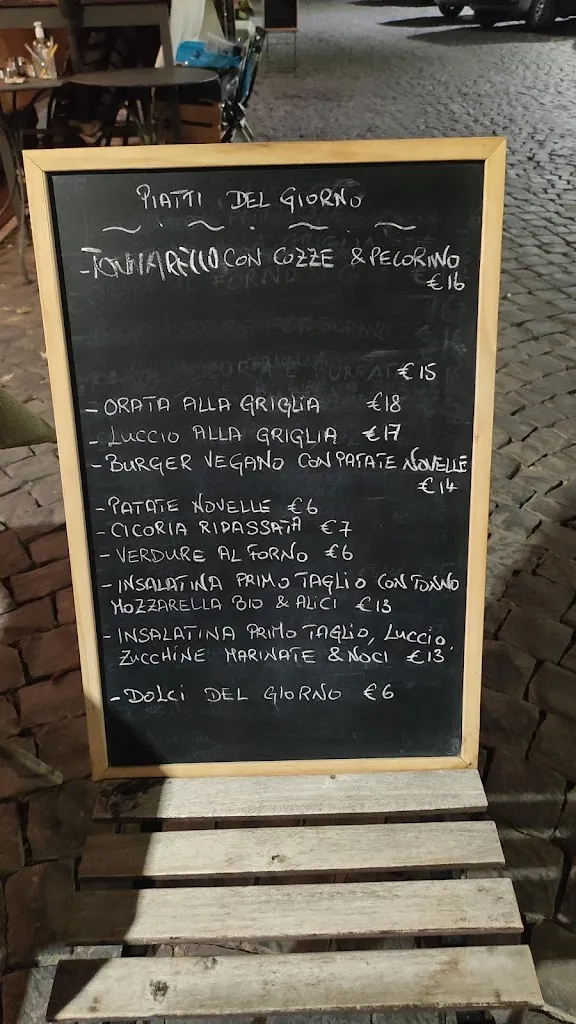 PIATTI DEL GIORNO
- TONNARELLO CON COZZE & PECORINO
€16
€15
- ORATA ALLA GRIGLIA €18
- LUCCIO ALLA GRIGLIA €17
- BURGER VEGANO CON PATATE NOVELLE
€14
- PATATE NOVELLE €6
- CICORIA RIPASSATA €7
- VERDURE AL FORNO €6
- INSALATINA PRIMO TAGLIO CON TONNO
MOZZARELLA BIO & ALICI €13
- INSALATINA PRIMO TAGLIO, LUCCIO,
ZUCCHINE MARINATE & NOCI €13
- DOLCI DEL GIORNO €6